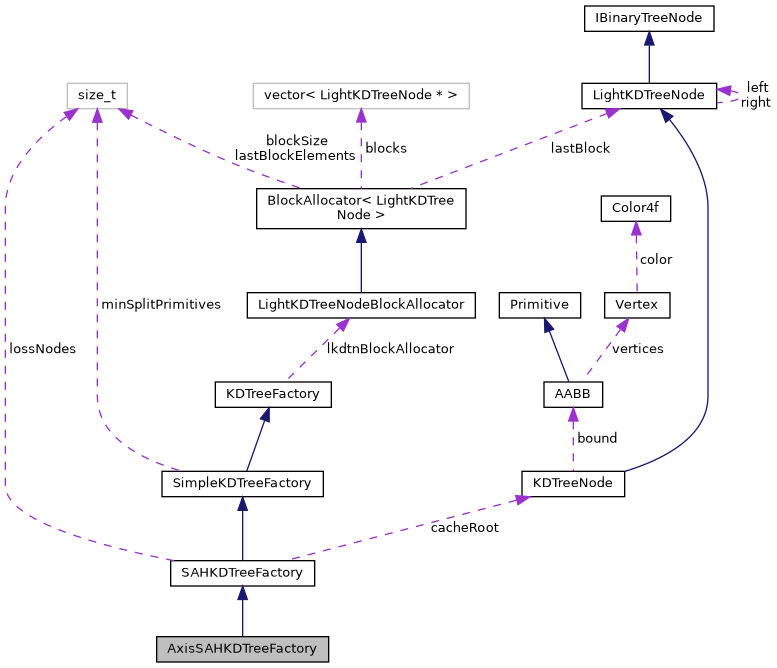 IBinaryTreeNode
size_t
vector< LightKDTreeNode * >
LightKDTreeNode
left
right
blockSize
lastBlockElements
blocks
lastBlock
BlockAllocator< LightKDTree
Node >
Color4f
color
LightKDTreeNodeBlockAllocator
Primitive
Vertex
minSplitPrimitives
lossNodes
lkdtnBlockAllocator
vertices
KDTreeFactory
AABB
bound
SimpleKDTreeFactory
KDTreeNode
cacheRoot
SAHKDTreeFactory
AxisSAHKDTreeFactory